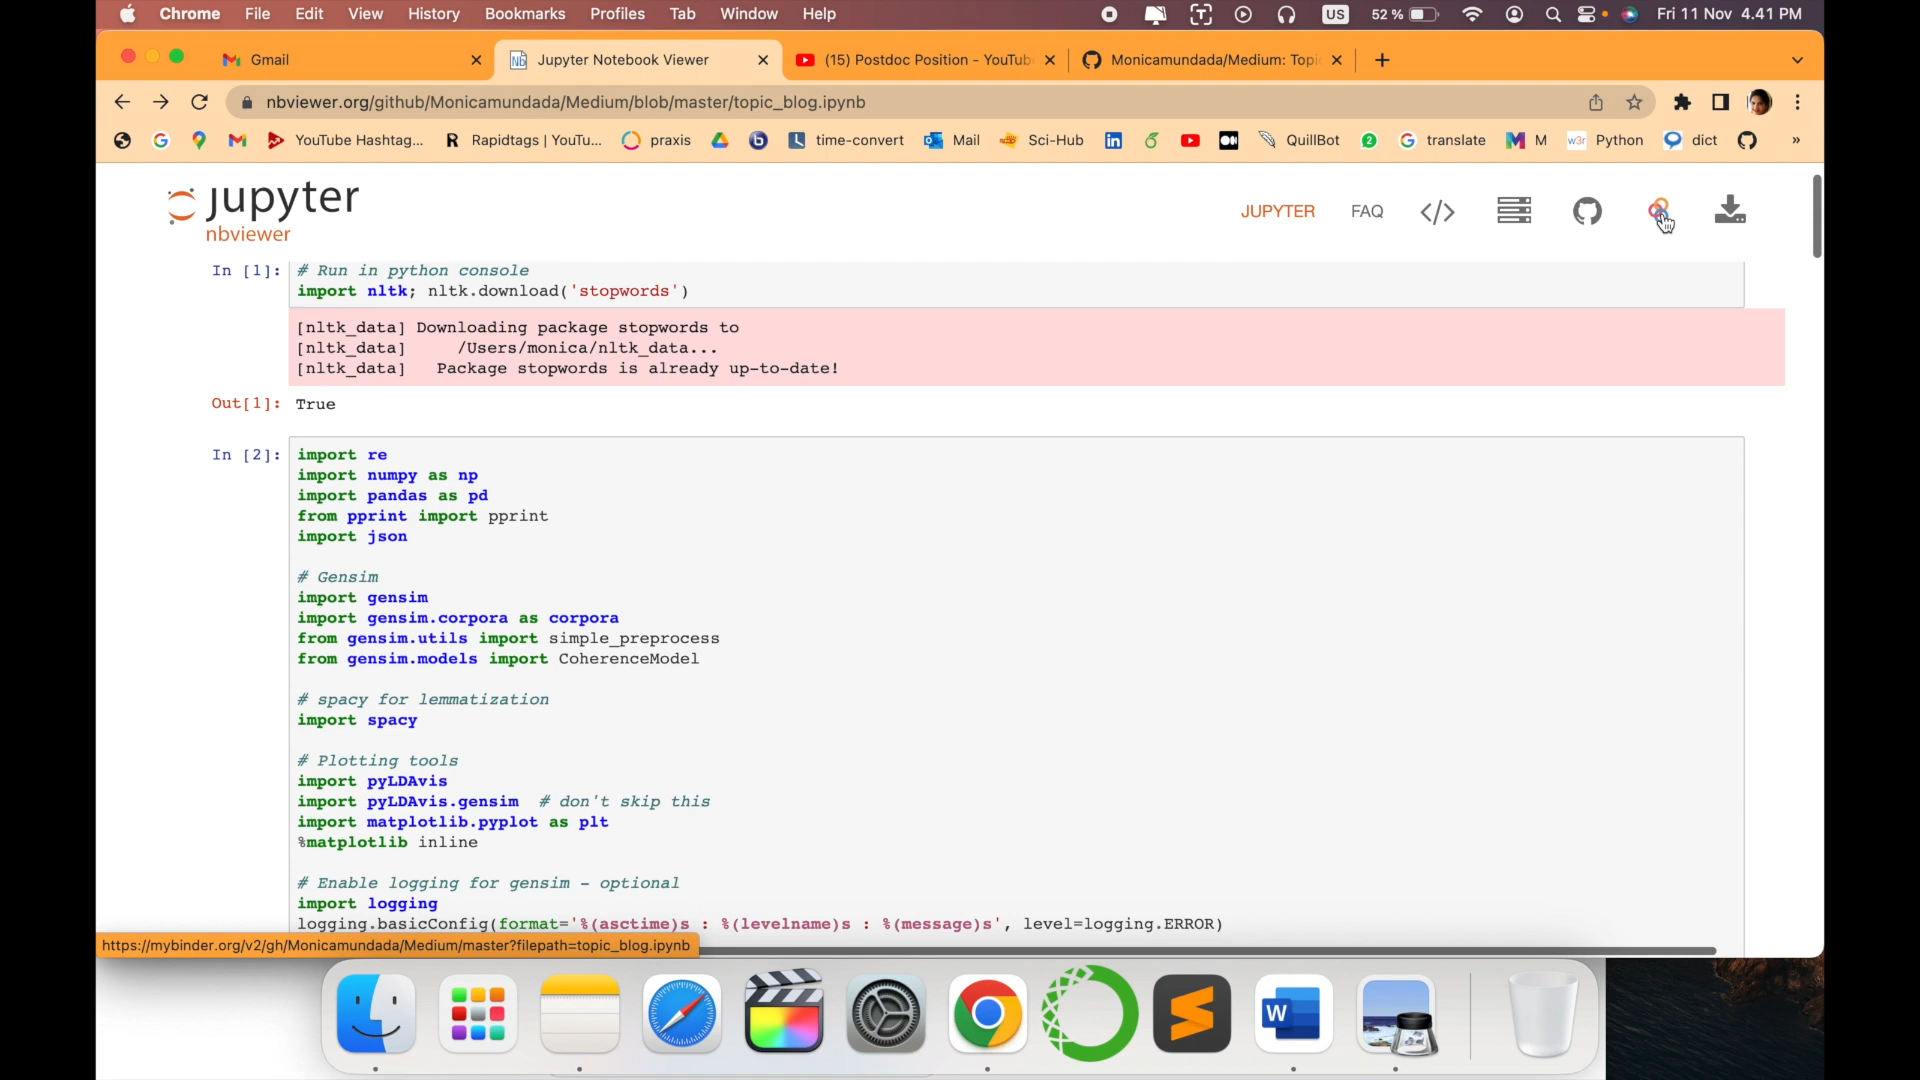 Chrome File Edit View History Bookmarks Profiles Tab Window Help US 52 % Fri 11 Nov 4.41 PM
Gmail Jupyter Notebook Viewer (15) Postdoc Position - YouTub Monicamundada/Medium: Topi
nbviewer.org/github/Monicamundada/Medium/blob/master/topic_blog.ipynb
YouTube Hashtag... R Rapidtags | YouTu... praxis time-convert Mail Sci-Hub QuillBot translate M Python dict »
jupyter
nbviewer
JUPYTER FAQ
In [1]: # Run in python console
import nltk; nltk.download('stopwords')
[nltk_data] Downloading package stopwords to
[nltk_data] /Users/monica/nltk_data...
[nltk_data] Package stopwords is already up-to-date!
Out[1]: True
In [2]: import re
import numpy as np
import pandas as pd
from pprint import pprint
import json
# Gensim
import gensim
import gensim.corpora as corpora
from gensim.utils import simple_preprocess
from gensim.models import CoherenceModel
# spacy for lemmatization
import spacy
# Plotting tools
import pyLDAvis
import pyLDAvis.gensim # don't skip this
import matplotlib.pyplot as plt
%matplotlib inline
# Enable logging for gensim - optional
import logging
logging.basicConfig(format='%(asctime)s : %(levelname)s : %(message)s', level=logging.ERROR)
https://mybinder.org/v2/gh/Monicamundada/Medium/master?filepath=topic_blog.ipynb
W